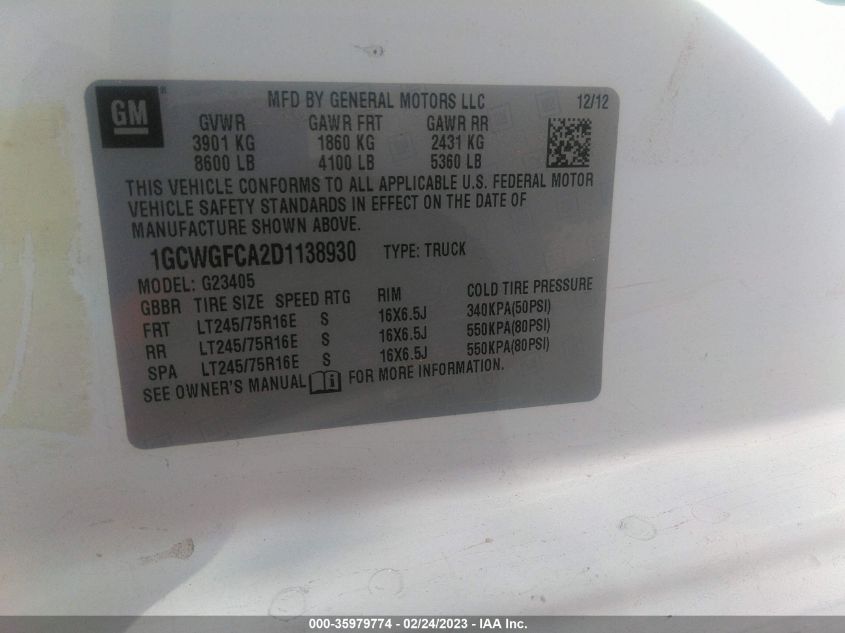 GM ®
MFD BY GENERAL MOTORS LLC 12/12
GVWR GAWR FRT GAWR RR
3901 KG 1860 KG 2431 KG
8600 LB 4100 LB 5360 LB
THIS VEHICLE CONFORMS TO ALL APPLICABLE U.S. FEDERAL MOTOR
VEHICLE SAFETY STANDARDS IN EFFECT ON THE DATE OF
MANUFACTURE SHOWN ABOVE.
1GCWGFCA2D1138930 TYPE: TRUCK
MODEL: G23405
GBBR TIRE SIZE SPEED RTG RIM COLD TIRE PRESSURE
FRT LT245/75R16E S 16X6.5J 340KPA(50PSI)
RR LT245/75R16E S 16X6.5J 550KPA(80PSI)
SPA LT245/75R16E S 16X6.5J 550KPA(80PSI)
SEE OWNER'S MANUAL FOR MORE INFORMATION.
000-35979774 - 02/24/2023 - IAA Inc.